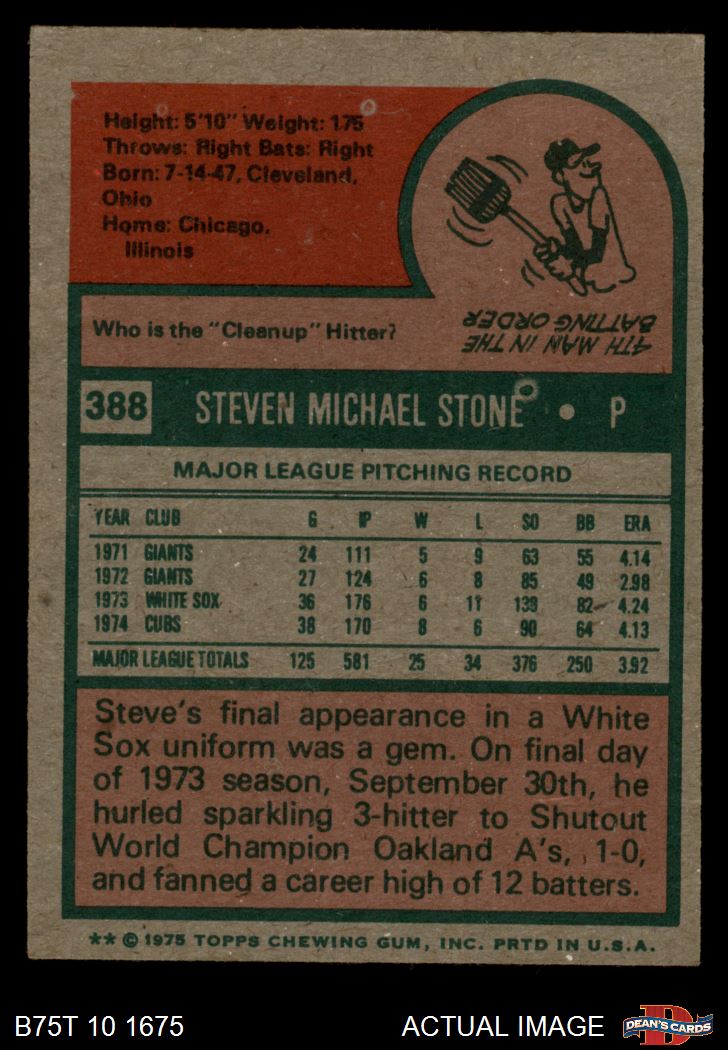 Height: 5'10" Weight: 175
Throws: Right Bats: Right
Born: 7-14-47, Cleveland,
Ohio
Home: Chicago,
Illinois
Who is the "Cleanup" Hitter?
4TH MAN IN THE
BATTING ORDER
388 STEVEN MICHAEL STONE • P
MAJOR LEAGUE PITCHING RECORD
YEAR CLUB G IP W L SO BB ERA
1971 GIANTS 24 111 5 9 63 55 4.14
1972 GIANTS 27 124 6 8 85 49 2.98
1973 WHITE SOX 36 176 6 11 138 82 4.24
1974 CUBS 38 170 8 6 90 64 4.13
MAJOR LEAGUE TOTALS 125 581 25 34 376 250 3.92
Steve's final appearance in a White
Sox uniform was a gem. On final day
of 1973 season, September 30th, he
hurled sparkling 3-hitter to Shutout
World Champion Oakland A's, 1-0,
and fanned a career high of 12 batters.
** © 1975 TOPPS CHEWING GUM, INC. PRTD IN U.S.A.
B75T 10 1675 ACTUAL IMAGE DEAN'S CARDS